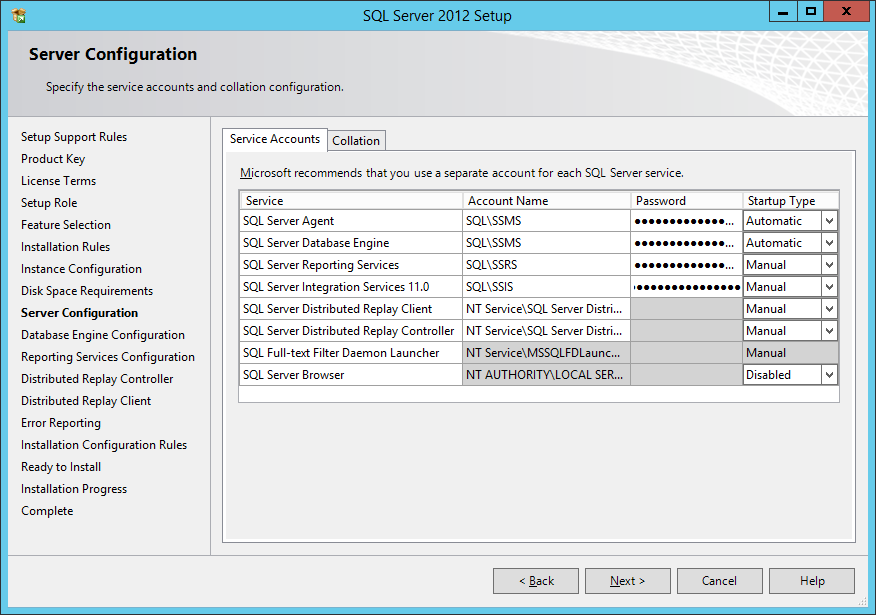 SQL Server 2012 Setup
Server Configuration
Specify the service accounts and collation configuration.
Setup Support Rules
Product Key
License Terms
Setup Role
Feature Selection
Installation Rules
Instance Configuration
Disk Space Requirements
Server Configuration
Database Engine Configuration
Reporting Services Configuration
Distributed Replay Controller
Distributed Replay Client
Error Reporting
Installation Configuration Rules
Ready to Install
Installation Progress
Complete
Service Accounts Collation
Microsoft recommends that you use a separate account for each SQL Server service.
Service Account Name Password Startup Type
SQL Server Agent SQL\SSMS ●●●●●●●●●●●●●... Automatic
SQL Server Database Engine SQL\SSMS ●●●●●●●●●●●●●... Automatic
SQL Server Reporting Services SQL\SSRS ●●●●●●●●●●●●●... Manual
SQL Server Integration Services 11.0 SQL\SSIS ●●●●●●●●●●●●●●● Manual
SQL Server Distributed Replay Client NT Service\SQL Server Distri... Manual
SQL Server Distributed Replay Controller NT Service\SQL Server Distri... Manual
SQL Full-text Filter Daemon Launcher NT Service\MSSQLFDLaunc... Manual
SQL Server Browser NT AUTHORITY\LOCAL SER... Disabled
< Back Next > Cancel Help